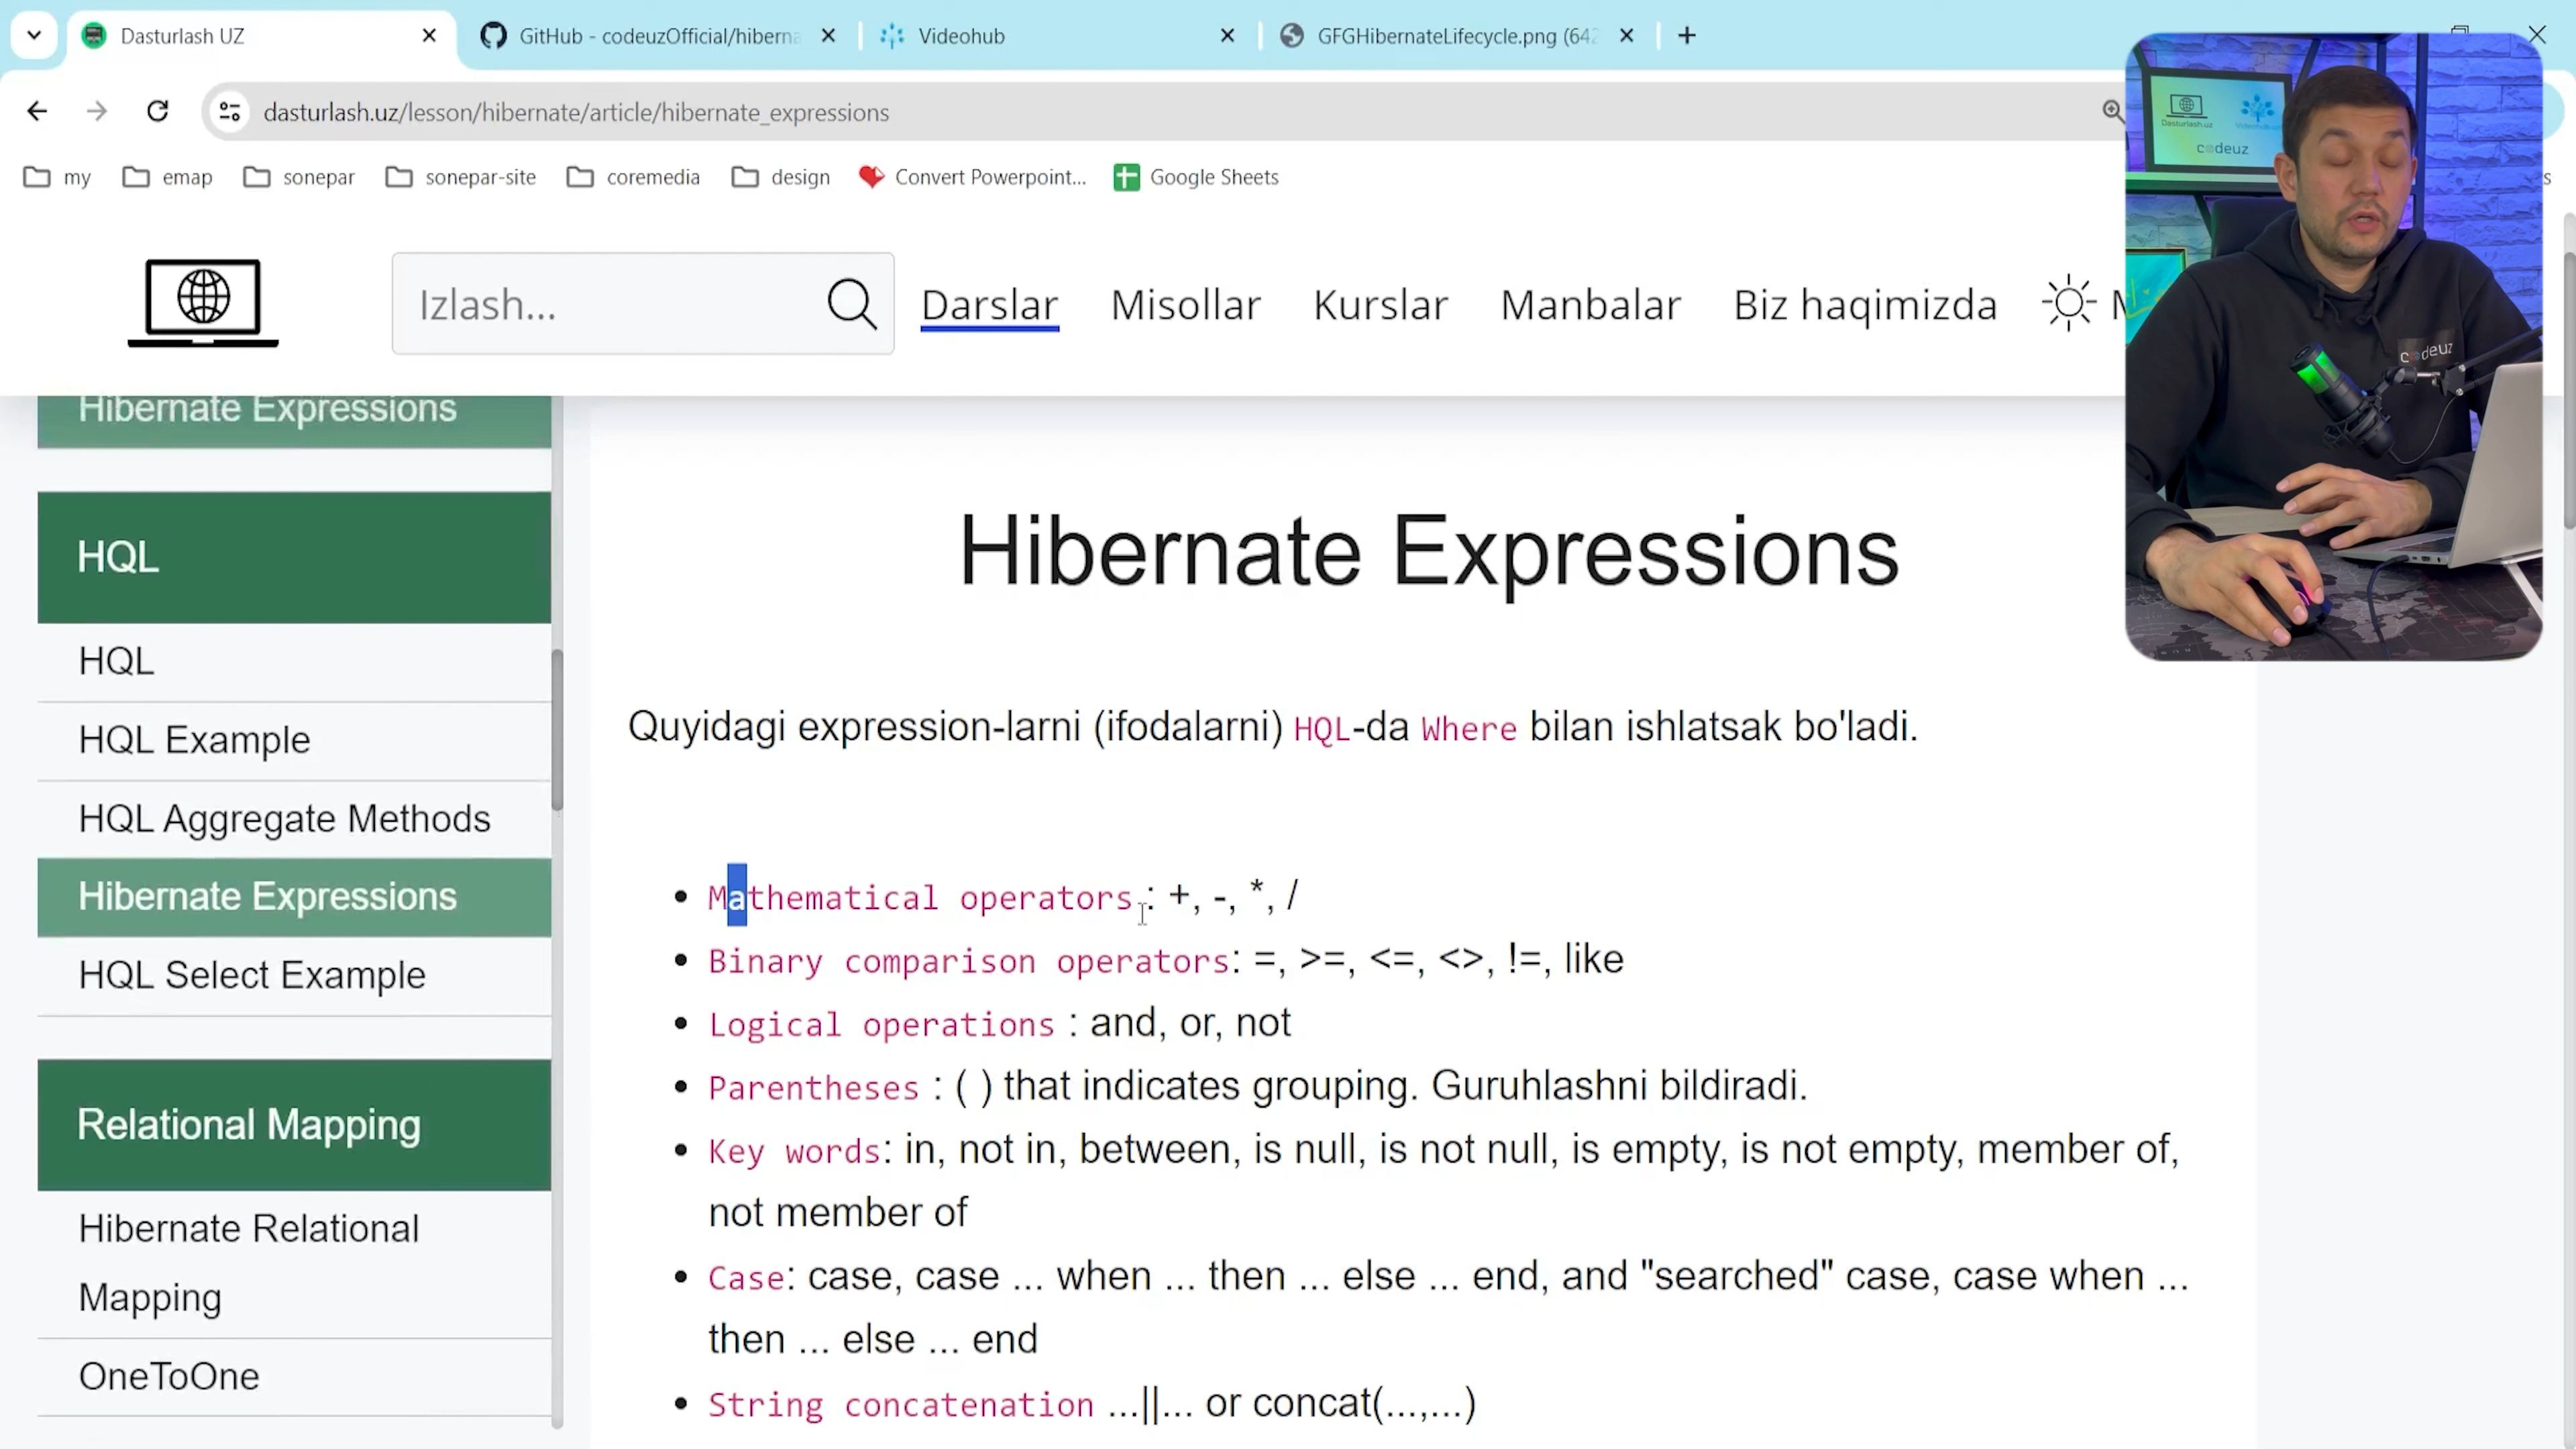 Dasturlash UZ
GitHub - codeuzOfficial/hiberna
Videohub
GFGHibernateLifecycle.png (642
dasturlash.uz/lesson/hibernate/article/hibernate_expressions
my
emap
sonepar
sonepar-site
coremedia
design
Convert Powerpoint...
Google Sheets
s
Izlash...
Darslar
Misollar
Kurslar
Manbalar
Biz haqimizda
M
Dasturlash.uz
codeuz
codeuz
Hibernate Expressions
HQL
HQL
HQL Example
HQL Aggregate Methods
Hibernate Expressions
HQL Select Example
Relational Mapping
Hibernate Relational
Mapping
OneToOne
Hibernate Expressions
Quyidagi expression-larni (ifodalarni) HQL-da Where bilan ishlatsak bo'ladi.
• Mathematical operators : +, -, *, /
• Binary comparison operators: =, >=, <=, <>, !=, like
• Logical operations : and, or, not
• Parentheses : ( ) that indicates grouping. Guruhlashni bildiradi.
• Key words: in, not in, between, is null, is not null, is empty, is not empty, member of,
not member of
• Case: case, case ... when ... then ... else ... end, and "searched" case, case when ...
then ... else ... end
• String concatenation ...||... or concat(...,...)